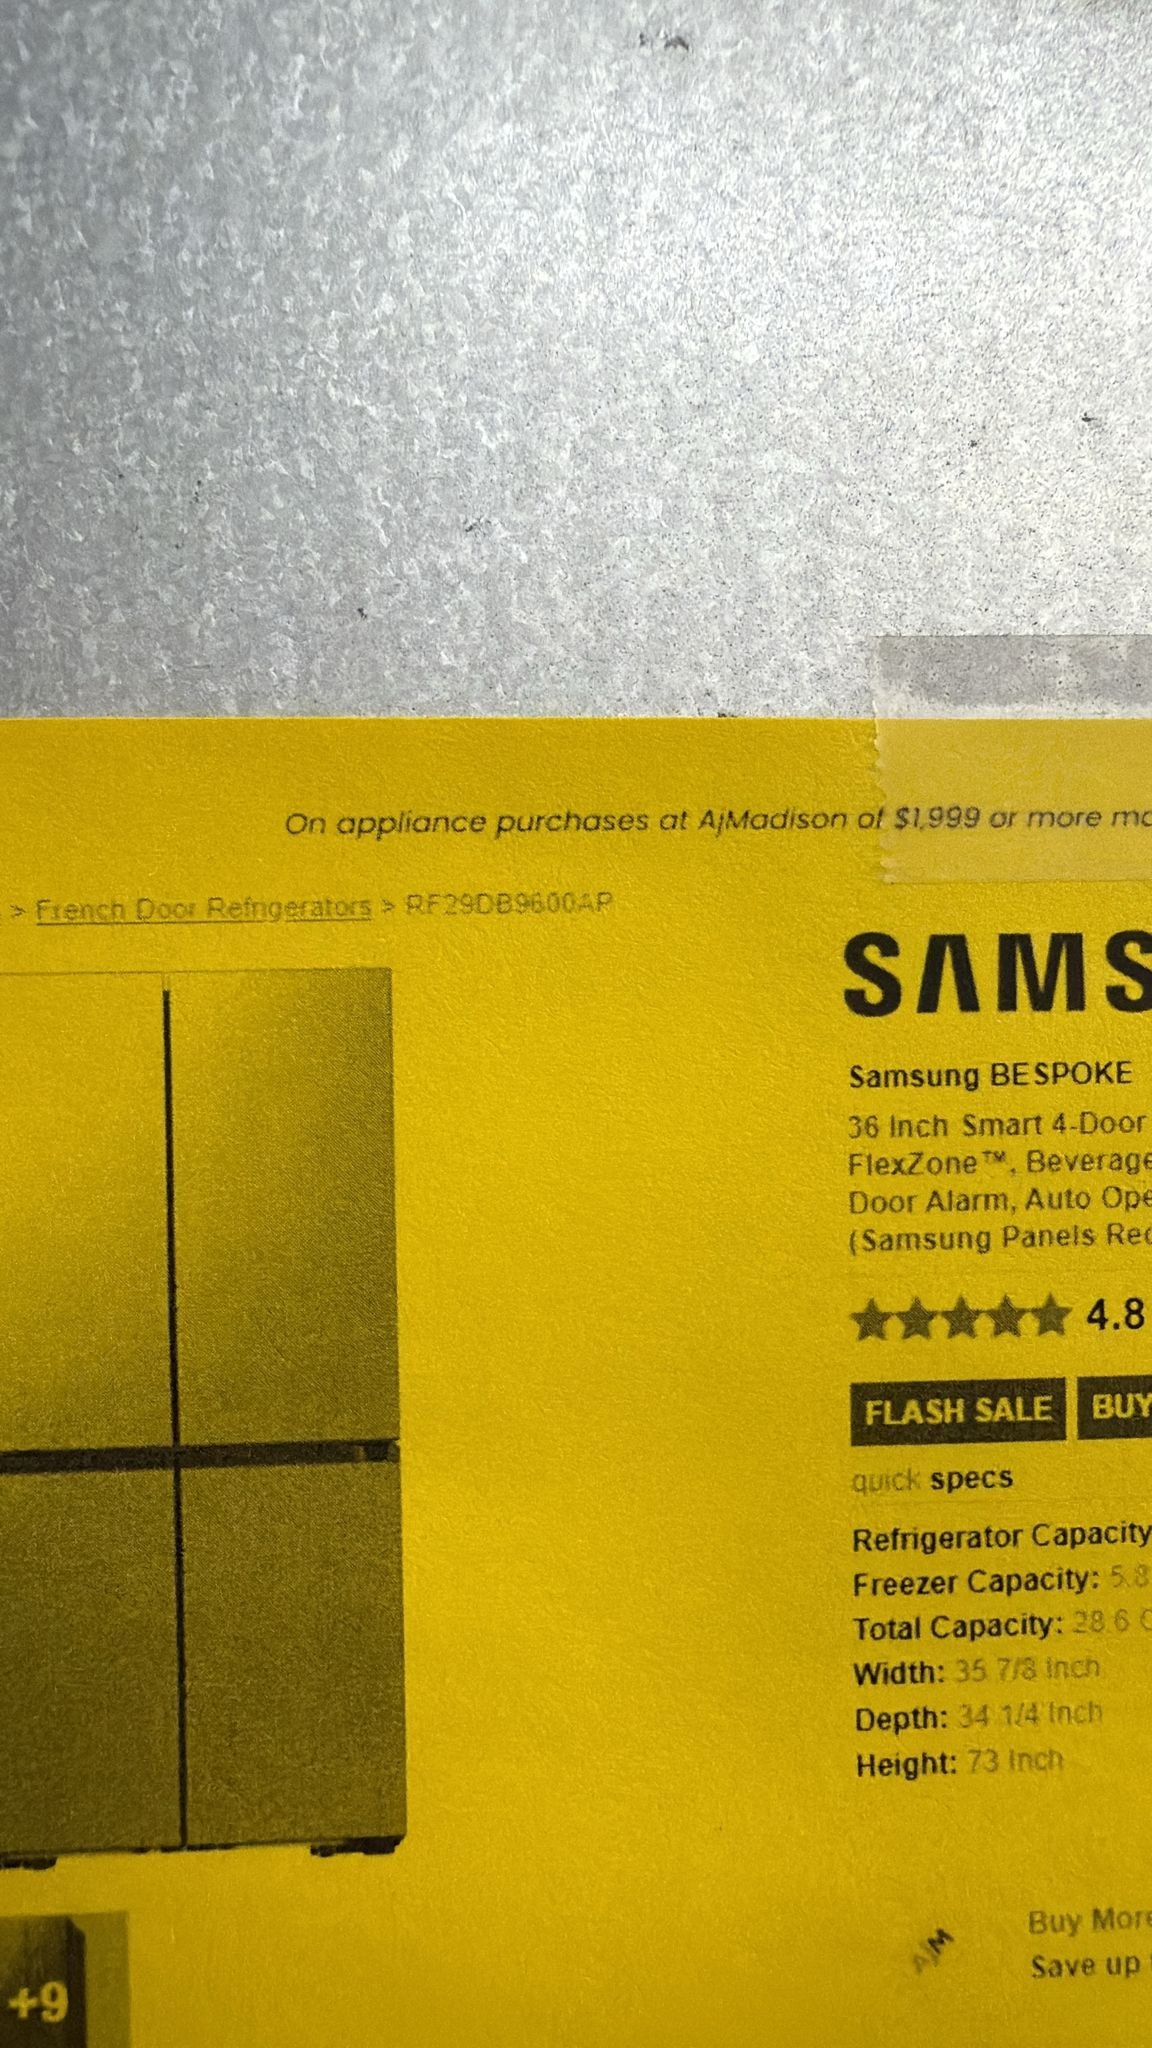 On appliance purchases at AjMadison of $1,999 or more
> French Door Refrigerators > RF29DB9600AP
SAMS
Samsung BESPOKE
36 Inch Smart 4-Door
FlexZone™, Beverage
Door Alarm, Auto Ope
(Samsung Panels Rec
4.8
FLASH SALE BUY
quick specs
Refrigerator Capacity
Freezer Capacity: 5.8
Total Capacity: 28.6 C
Width: 35 7/8 Inch
Depth: 34 1/4 Inch
Height: 73 Inch
AJM
Buy More
Save up
+9